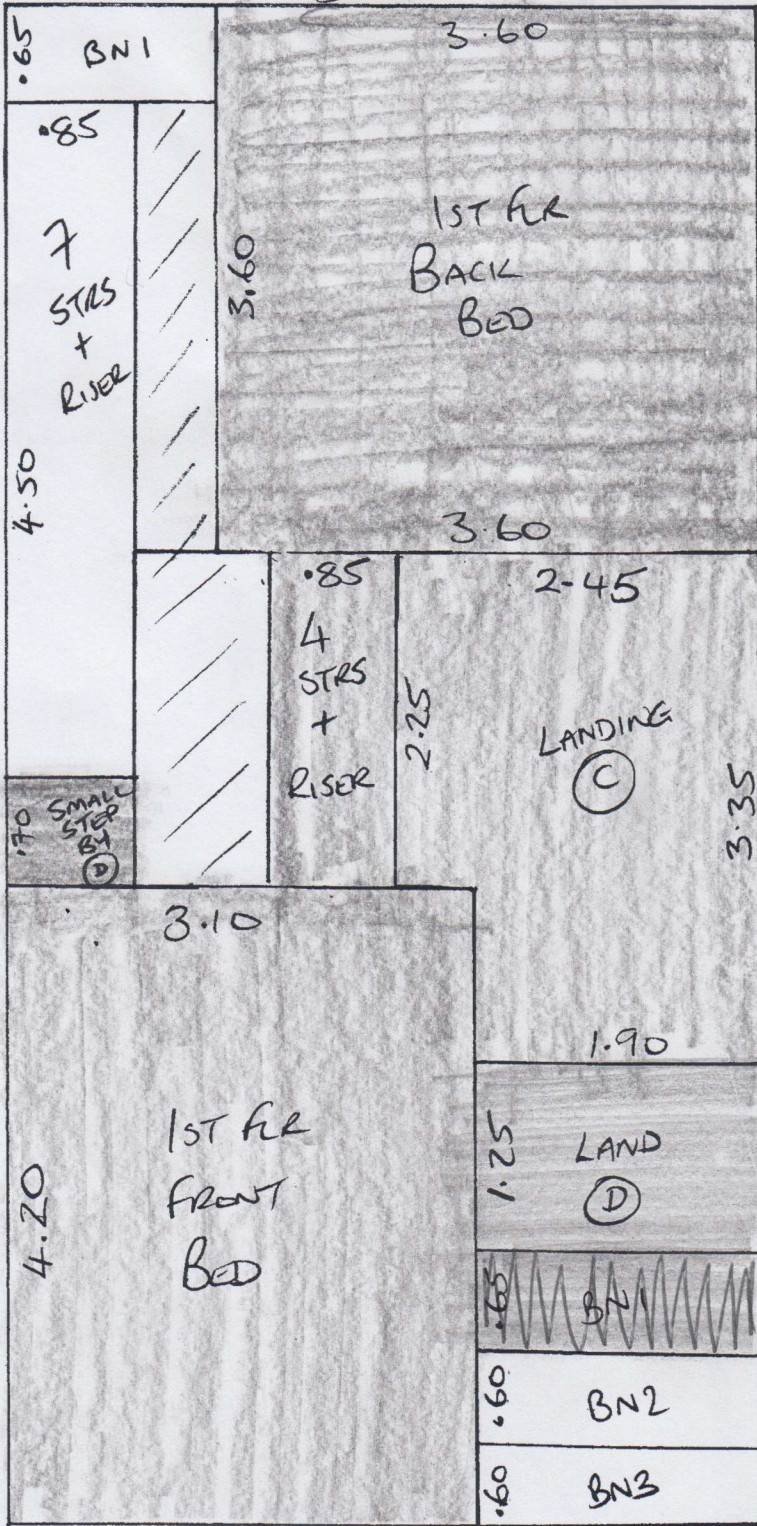 .65
BN1
3.60
.85
7
STRS
+
RISER
4.50
3.60
1ST FLR
BACK
BED
3.60
.85
4
STRS
+
RISER
2.25
2.45
LANDING
C
3.35
.70
SMALL
STEP
BY
D
3.10
1.90
4.20
1ST FLR
FRONT
BED
1.25
LAND
D
.65
BN1
.60
BN2
.60
BN3